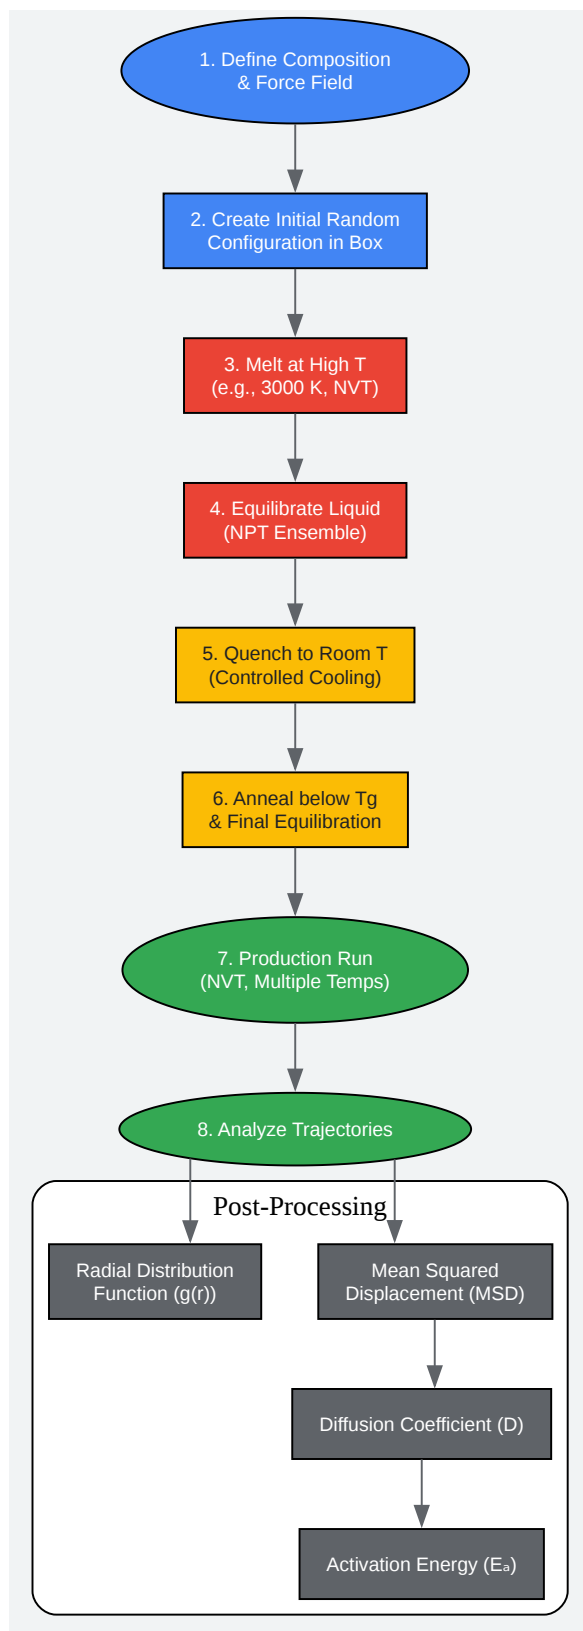 1. Define Composition
& Force Field
2. Create Initial Random
Configuration in Box
3. Melt at High T
(e.g., 3000 K, NVT)
4. Equilibrate Liquid
(NPT Ensemble)
5. Quench to Room T
(Controlled Cooling)
6. Anneal below Tg
& Final Equilibration
7. Production Run
(NVT, Multiple Temps)
8. Analyze Trajectories
Post-Processing
Radial Distribution
Function (g(r))
Mean Squared
Displacement (MSD)
Diffusion Coefficient (D)
Activation Energy (Eₐ)